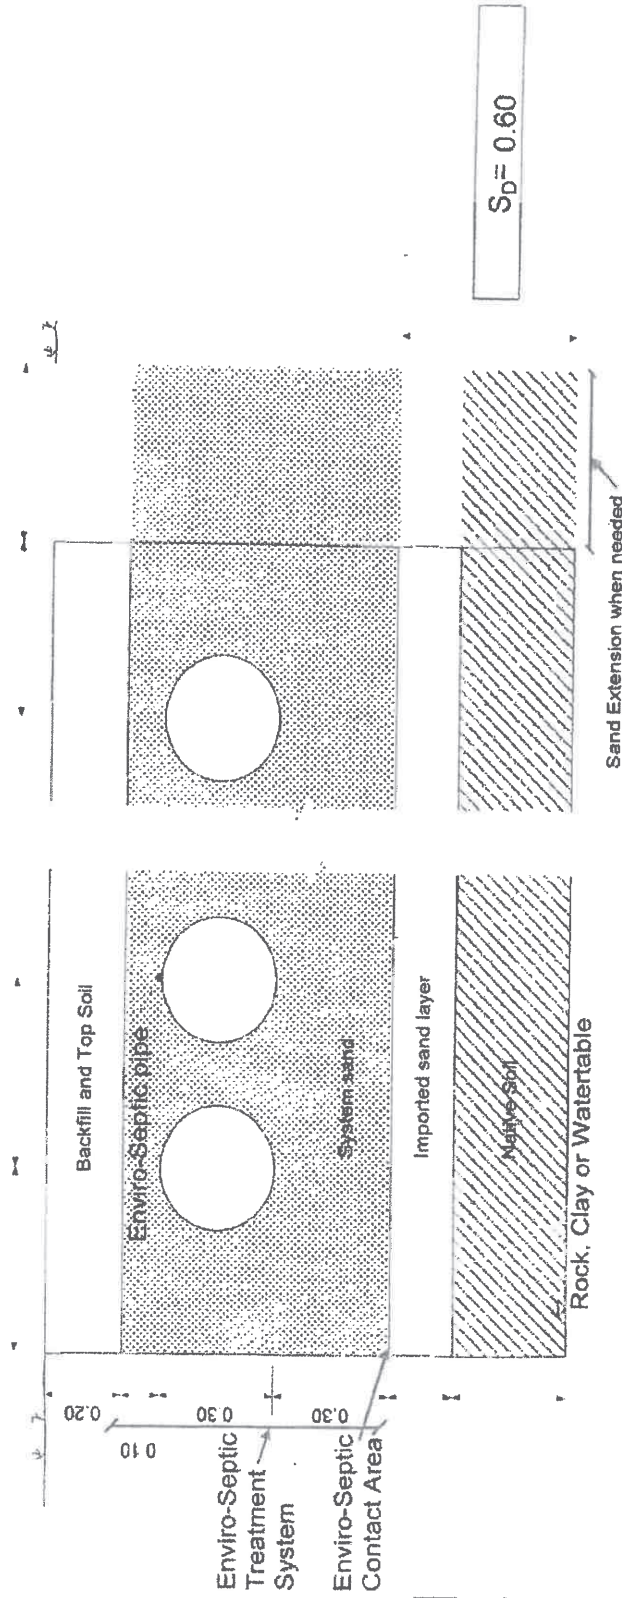 0.20
0.10
0.30
0.30
Enviro-Septic
Treatment
System
Enviro-Septic
Contact Area
Backfill and Top Soil
Enviro-Septic pipe
System sand
Imported sand layer
Native Soil
Rock, Clay or Watertable
Sand Extension when needed
S_D= 0.60